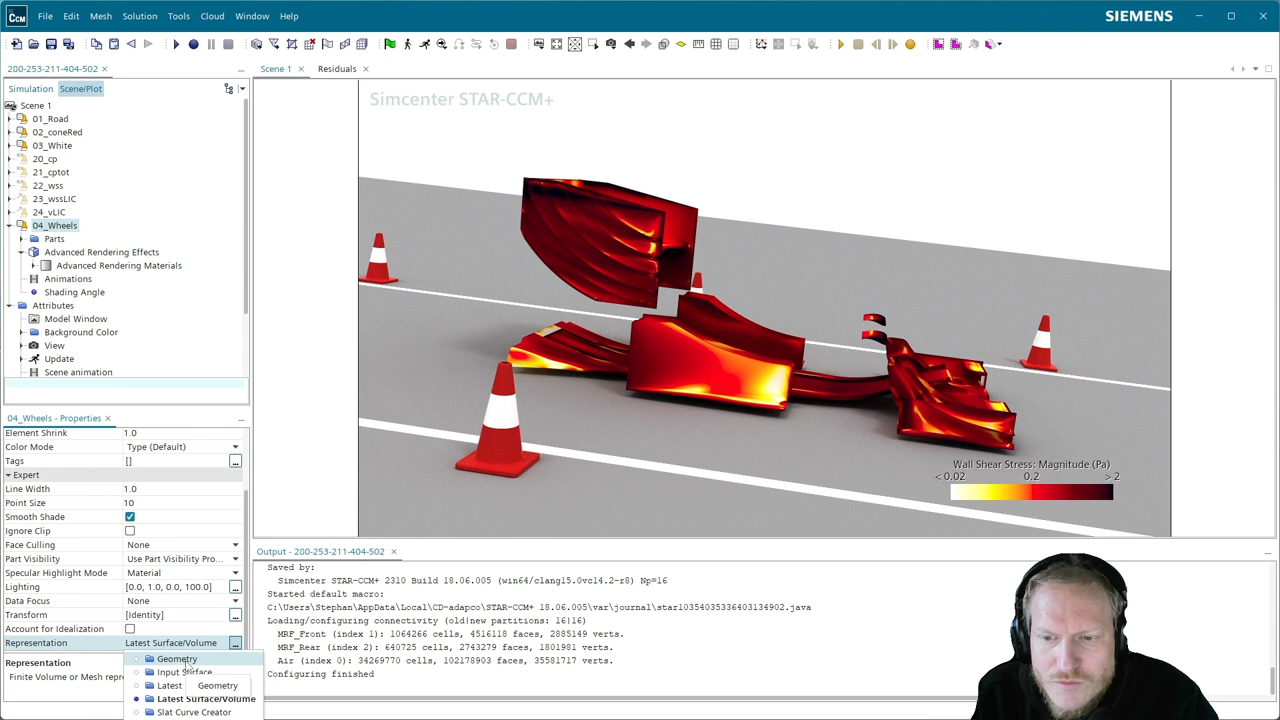 CCM File Edit Mesh Solution Tools Cloud Window Help SIEMENS
280-253-211-404-502
Simulation Scene/Plot
Scene 1
01_Road
02_coneRed
03_White
20_cp
21_cptot
22_wss
23_wssLIC
24_vLIC
04_Wheels
Parts
Advanced Rendering Effects
Advanced Rendering Materials
Animations
Shading Angle
Attributes
Model Window
Background Color
View
Update
Scene animation
04_Wheels - Properties
Element Shrink 1.0
Color Mode Type (Default)
Tags []
Expert
Line Width 1.0
Point Size 10
Smooth Shade
Ignore Clip
Face Culling None
Part Visibility Use Part Visibility Pro...
Specular Highlight Mode Material
Lighting [0.0, 1.0, 0.0, 100.0]
Data Focus None
Transform [Identity]
Account for Idealization
Representation Latest Surface/Volume
Representation
Finite Volume or Mesh repre
Geometry
Input Surface
Latest
Geometry
Latest Surface/Volume
Slat Curve Creator
Scene 1 Residuals
Simcenter STAR-CCM+
Wall Shear Stress: Magnitude (Pa)
< 0.02 0.2 > 2
Output - 280-253-211-404-502
Saved by:
Simcenter STAR-CCM+ 2310 Build 18.06.005 (win64/clang15.0vc14.2-r8) Np=16
Started default macro:
C:\Users\Stephan\AppData\Local\CD-adapco\STAR-CCM+ 18.06.005\var\journal\star10354035336403134902.java
Loading/configuring connectivity (old|new partitions: 16|16)
MRF_Front (index 1): 1064266 cells, 4516118 faces, 2885149 verts.
MRF_Rear (index 2): 640725 cells, 2743279 faces, 1801981 verts.
Air (index 0): 34269770 cells, 102178903 faces, 35581717 verts.
Configuring finished